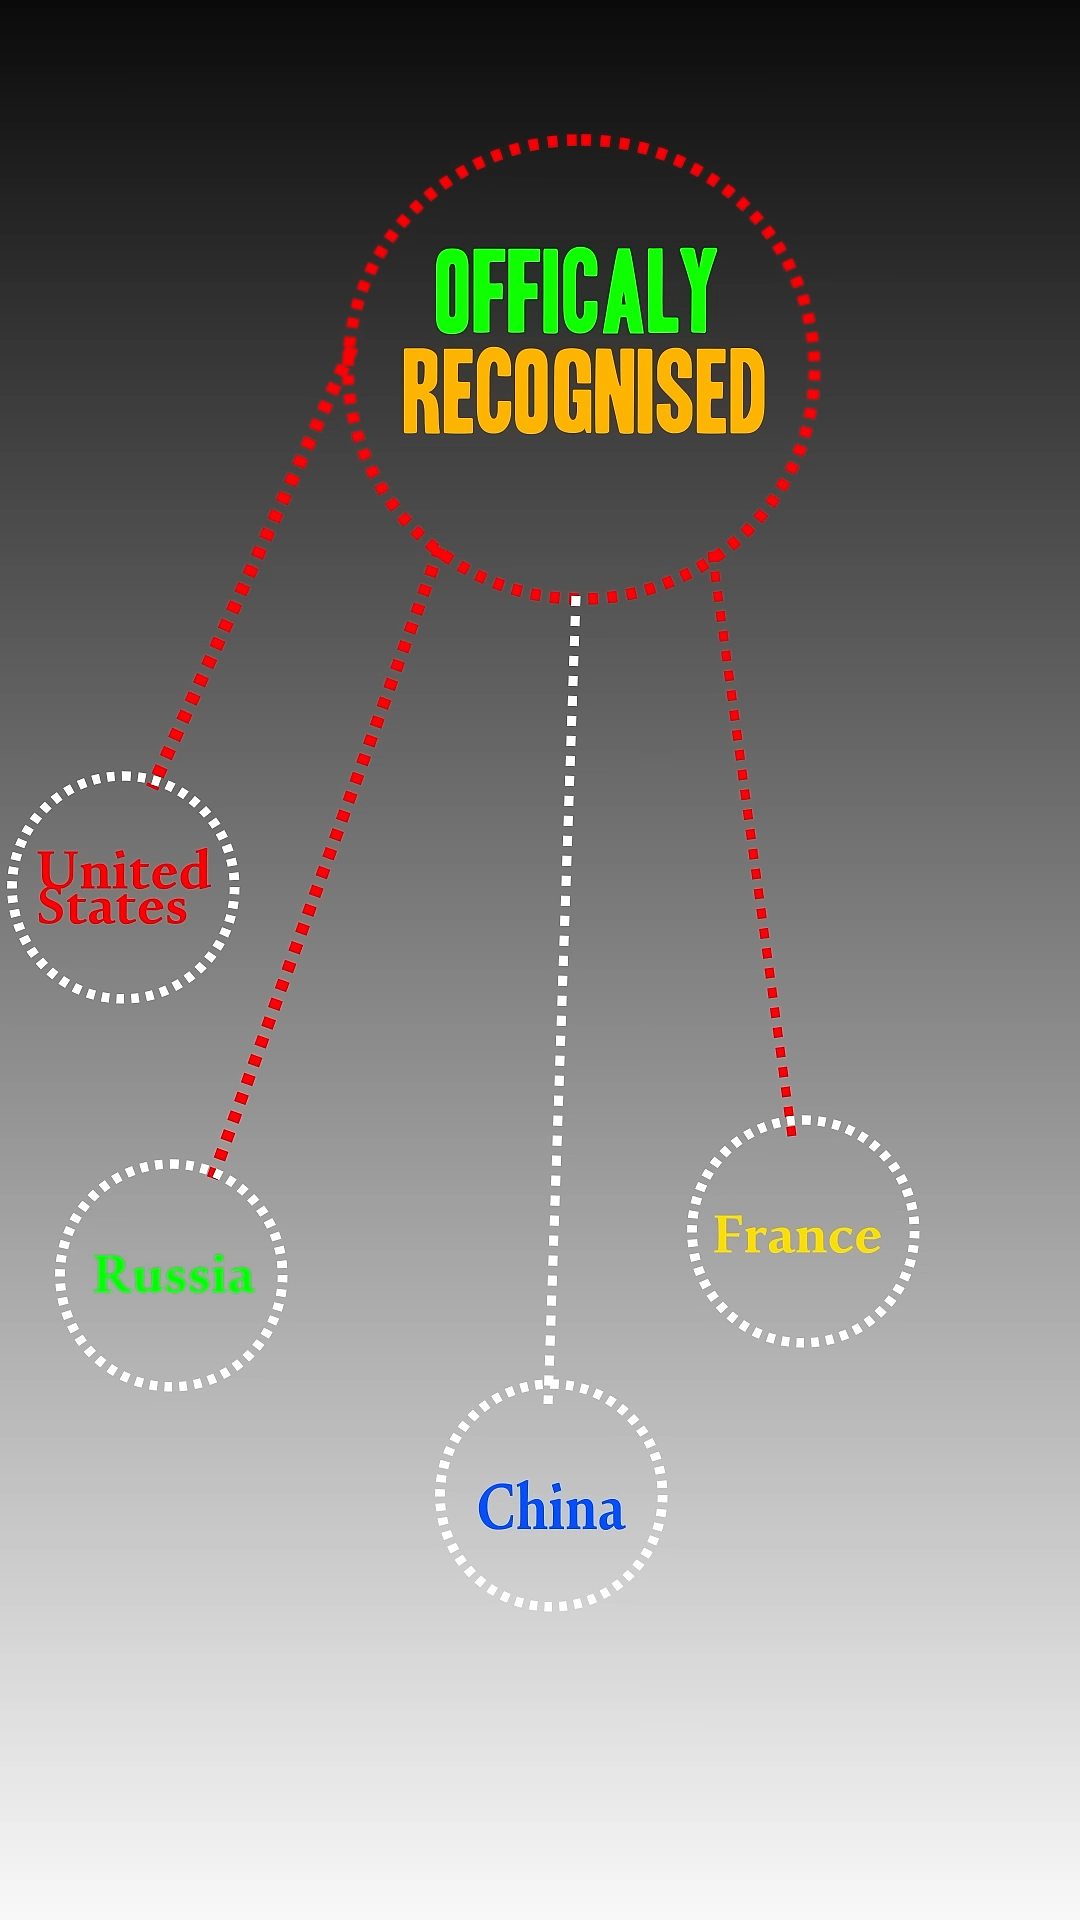 OFFICALY
RECOGNISED
United
States
Russia
France
China